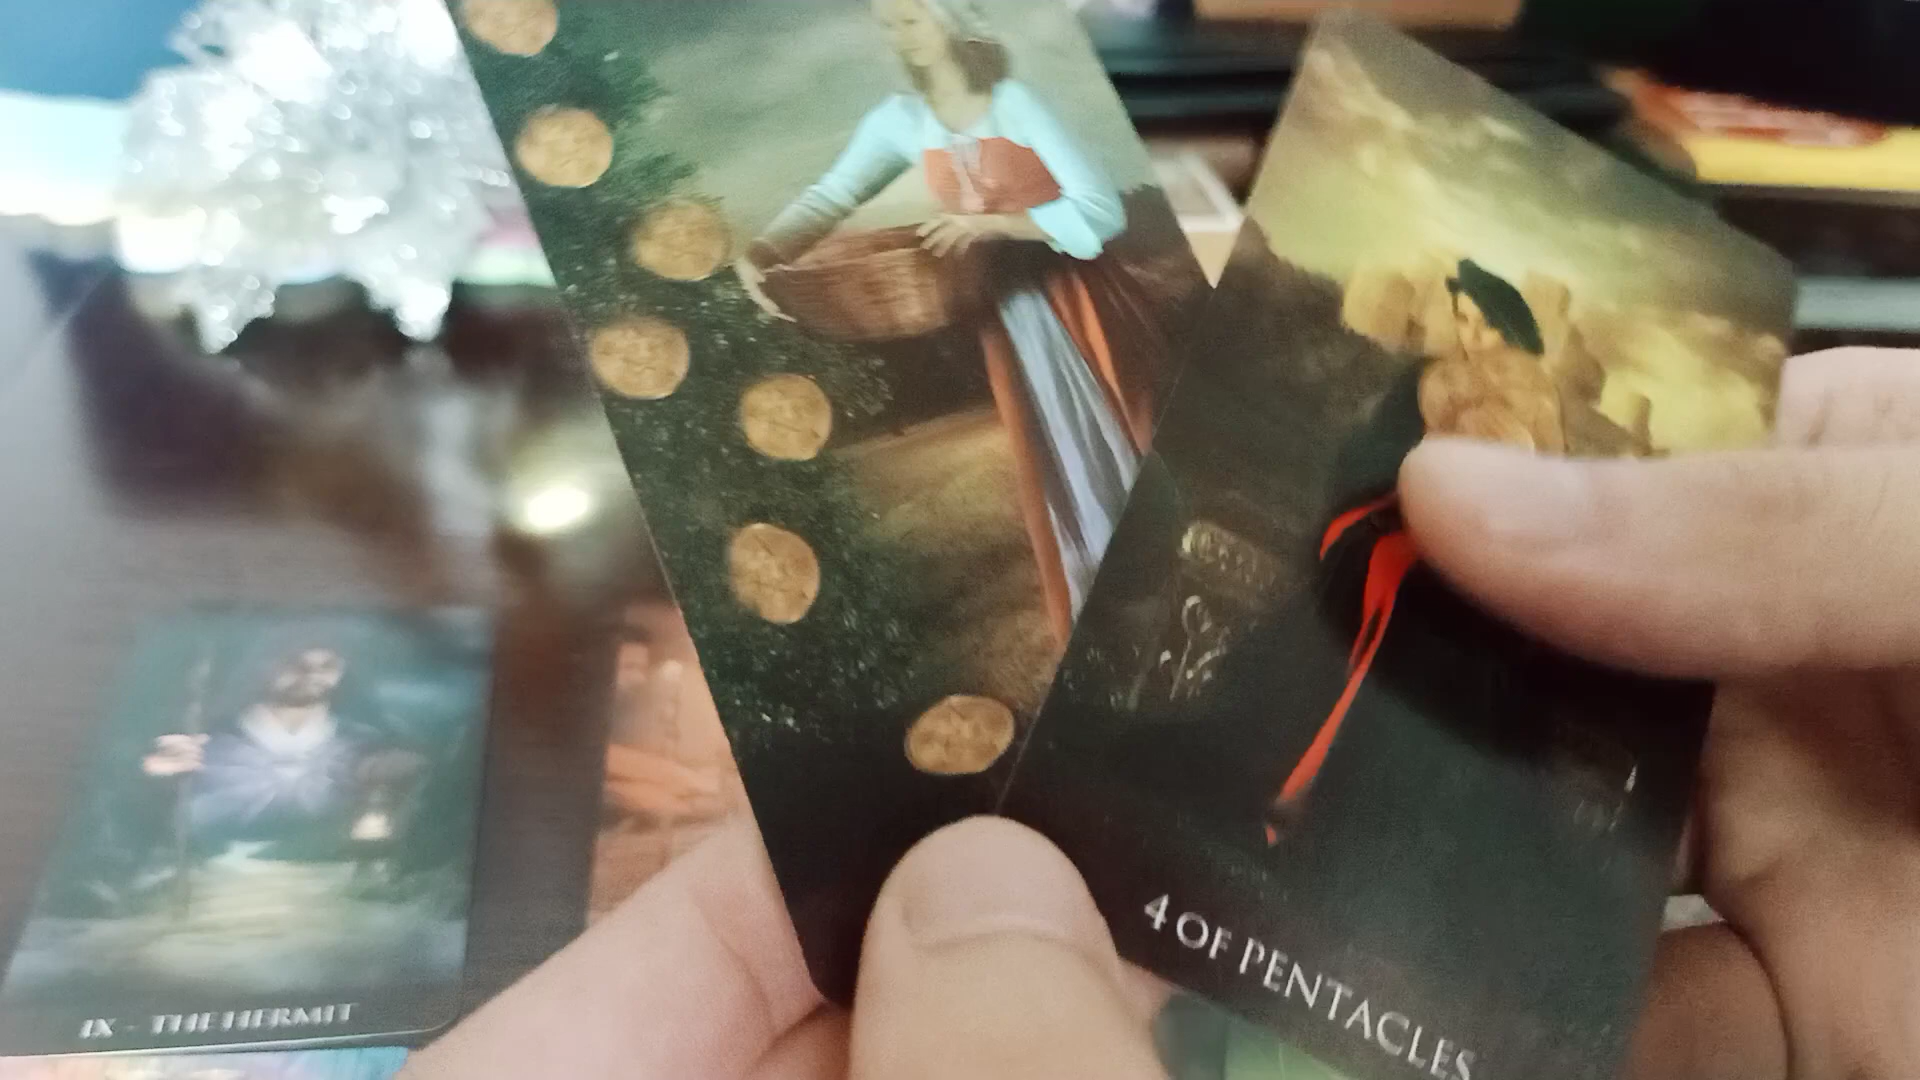 IX - THE HERMIT
4 OF PENTACLES